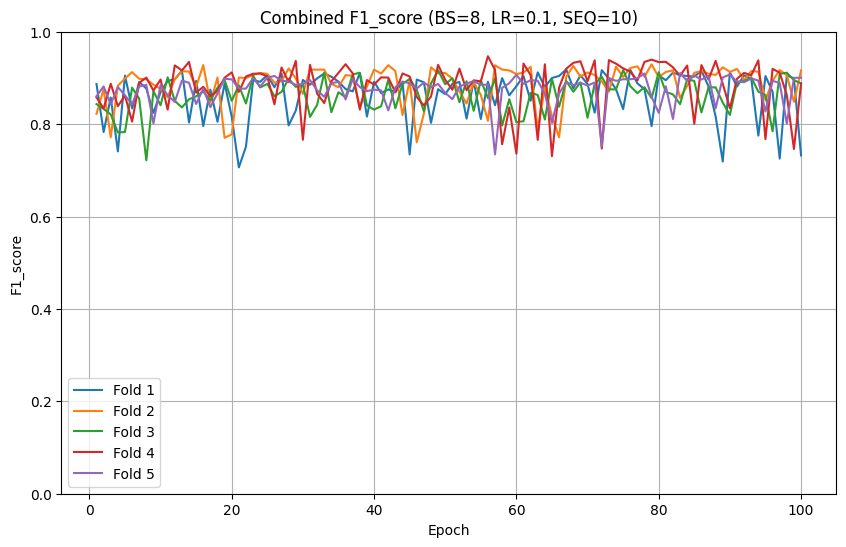 Combined F1_score (BS=8, LR=0.1, SEQ=10)
F1_score
1.0
0.8
0.6
0.4
0.2
0.0
Fold 1
Fold 2
Fold 3
Fold 4
Fold 5
0 20 40 60 80 100
Epoch